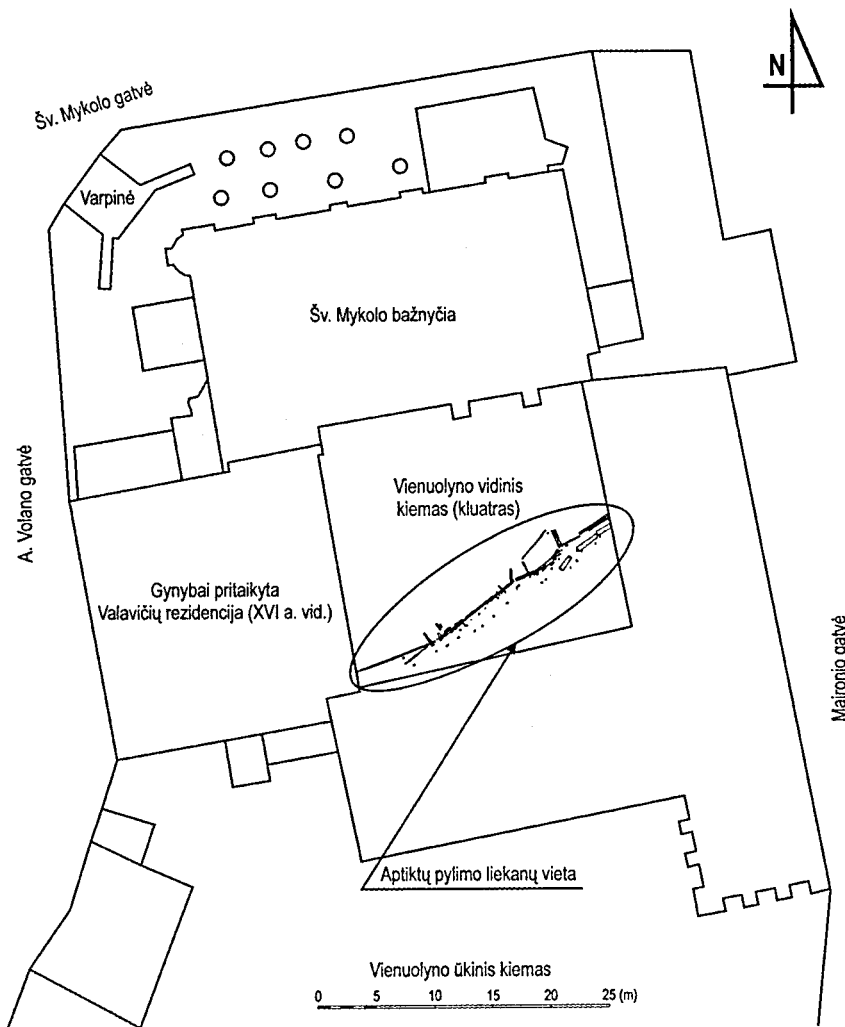 N
Šv. Mykolo gatvė
Varpinė
Šv. Mykolo bažnyčia
A. Volano gatvė
Vienuolyno vidinis
kiemas (kluatras)
Gynybai pritaikyta
Valavičių rezidencija (XVI a. vid.)
Maironio gatvė
Aptiktų pylimo liekanų vieta
Vienuolyno ūkinis kiemas
0 5 10 15 20 25 (m)